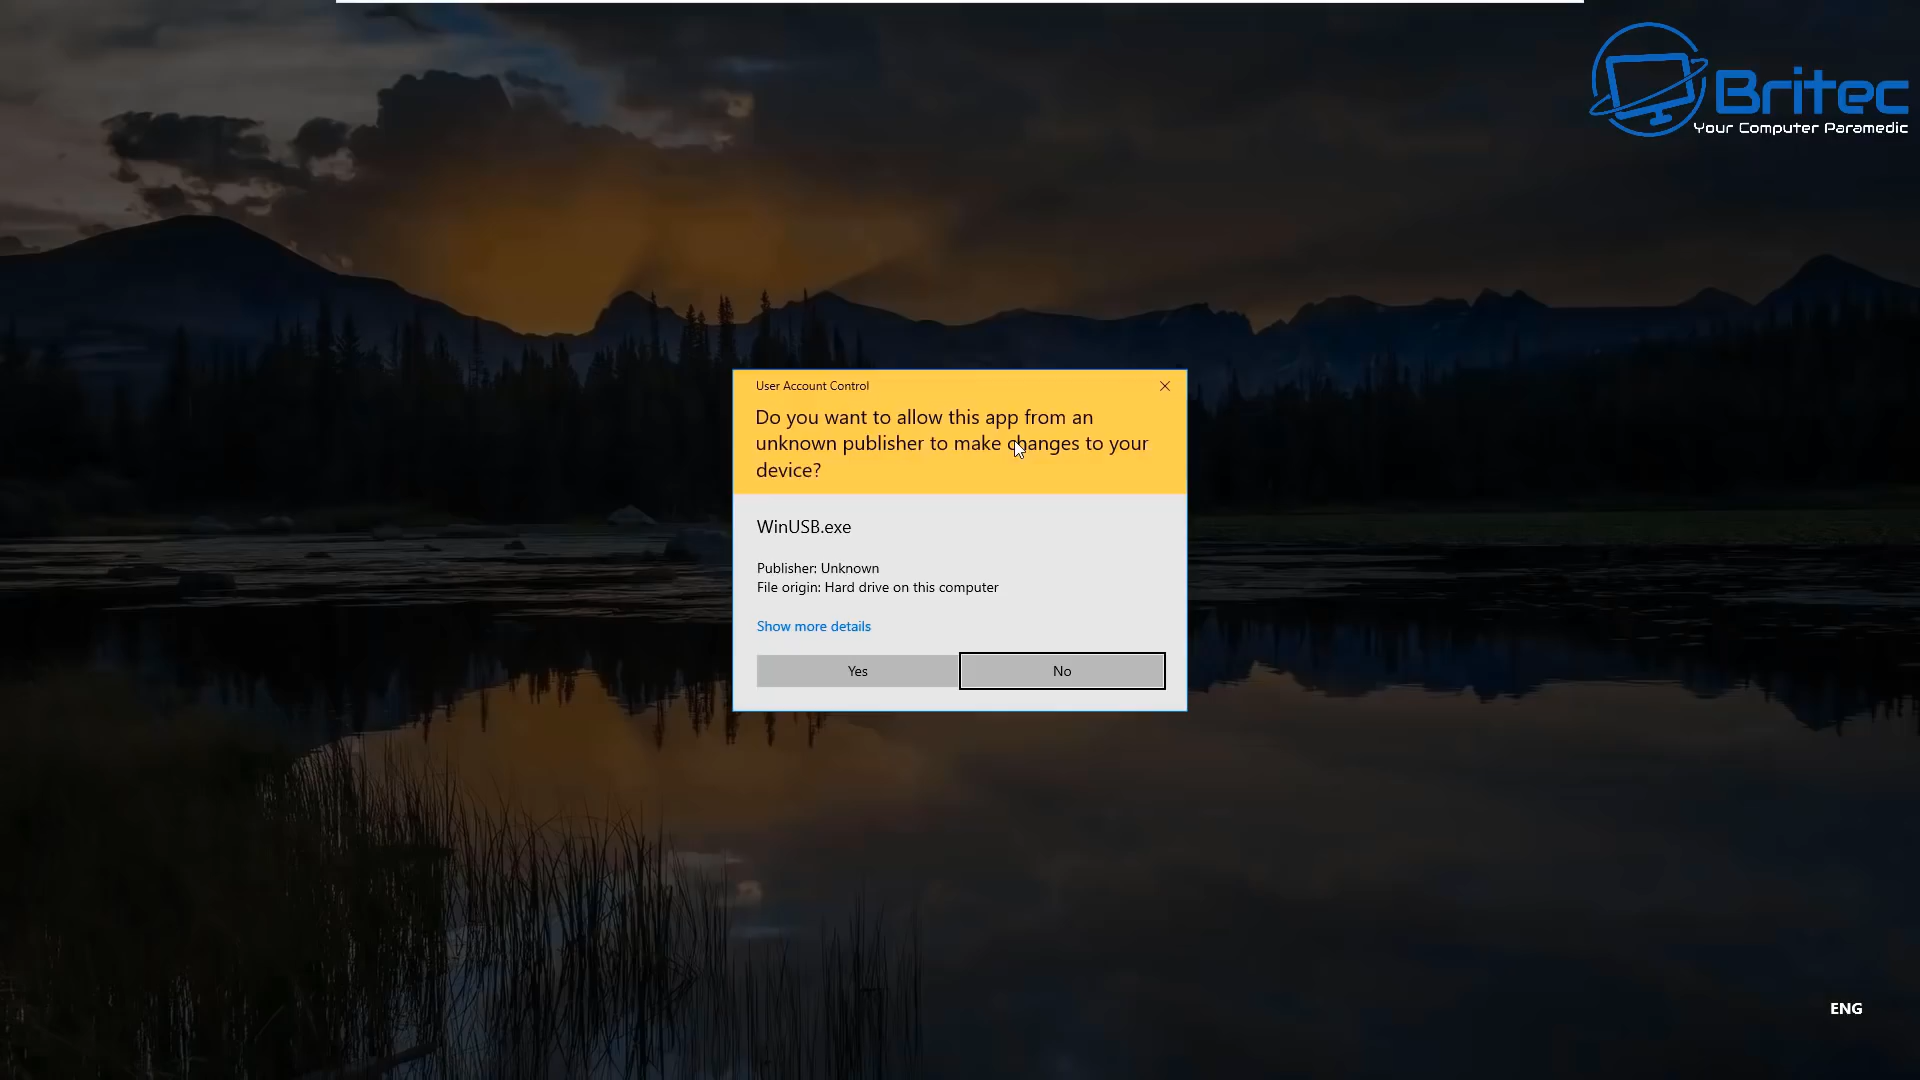 Britec
Your Computer Paramedic
User Account Control
Do you want to allow this app from an
unknown publisher to make changes to your
device?
WinUSB.exe
Publisher: Unknown
File origin: Hard drive on this computer
Show more details
Yes
No
ENG